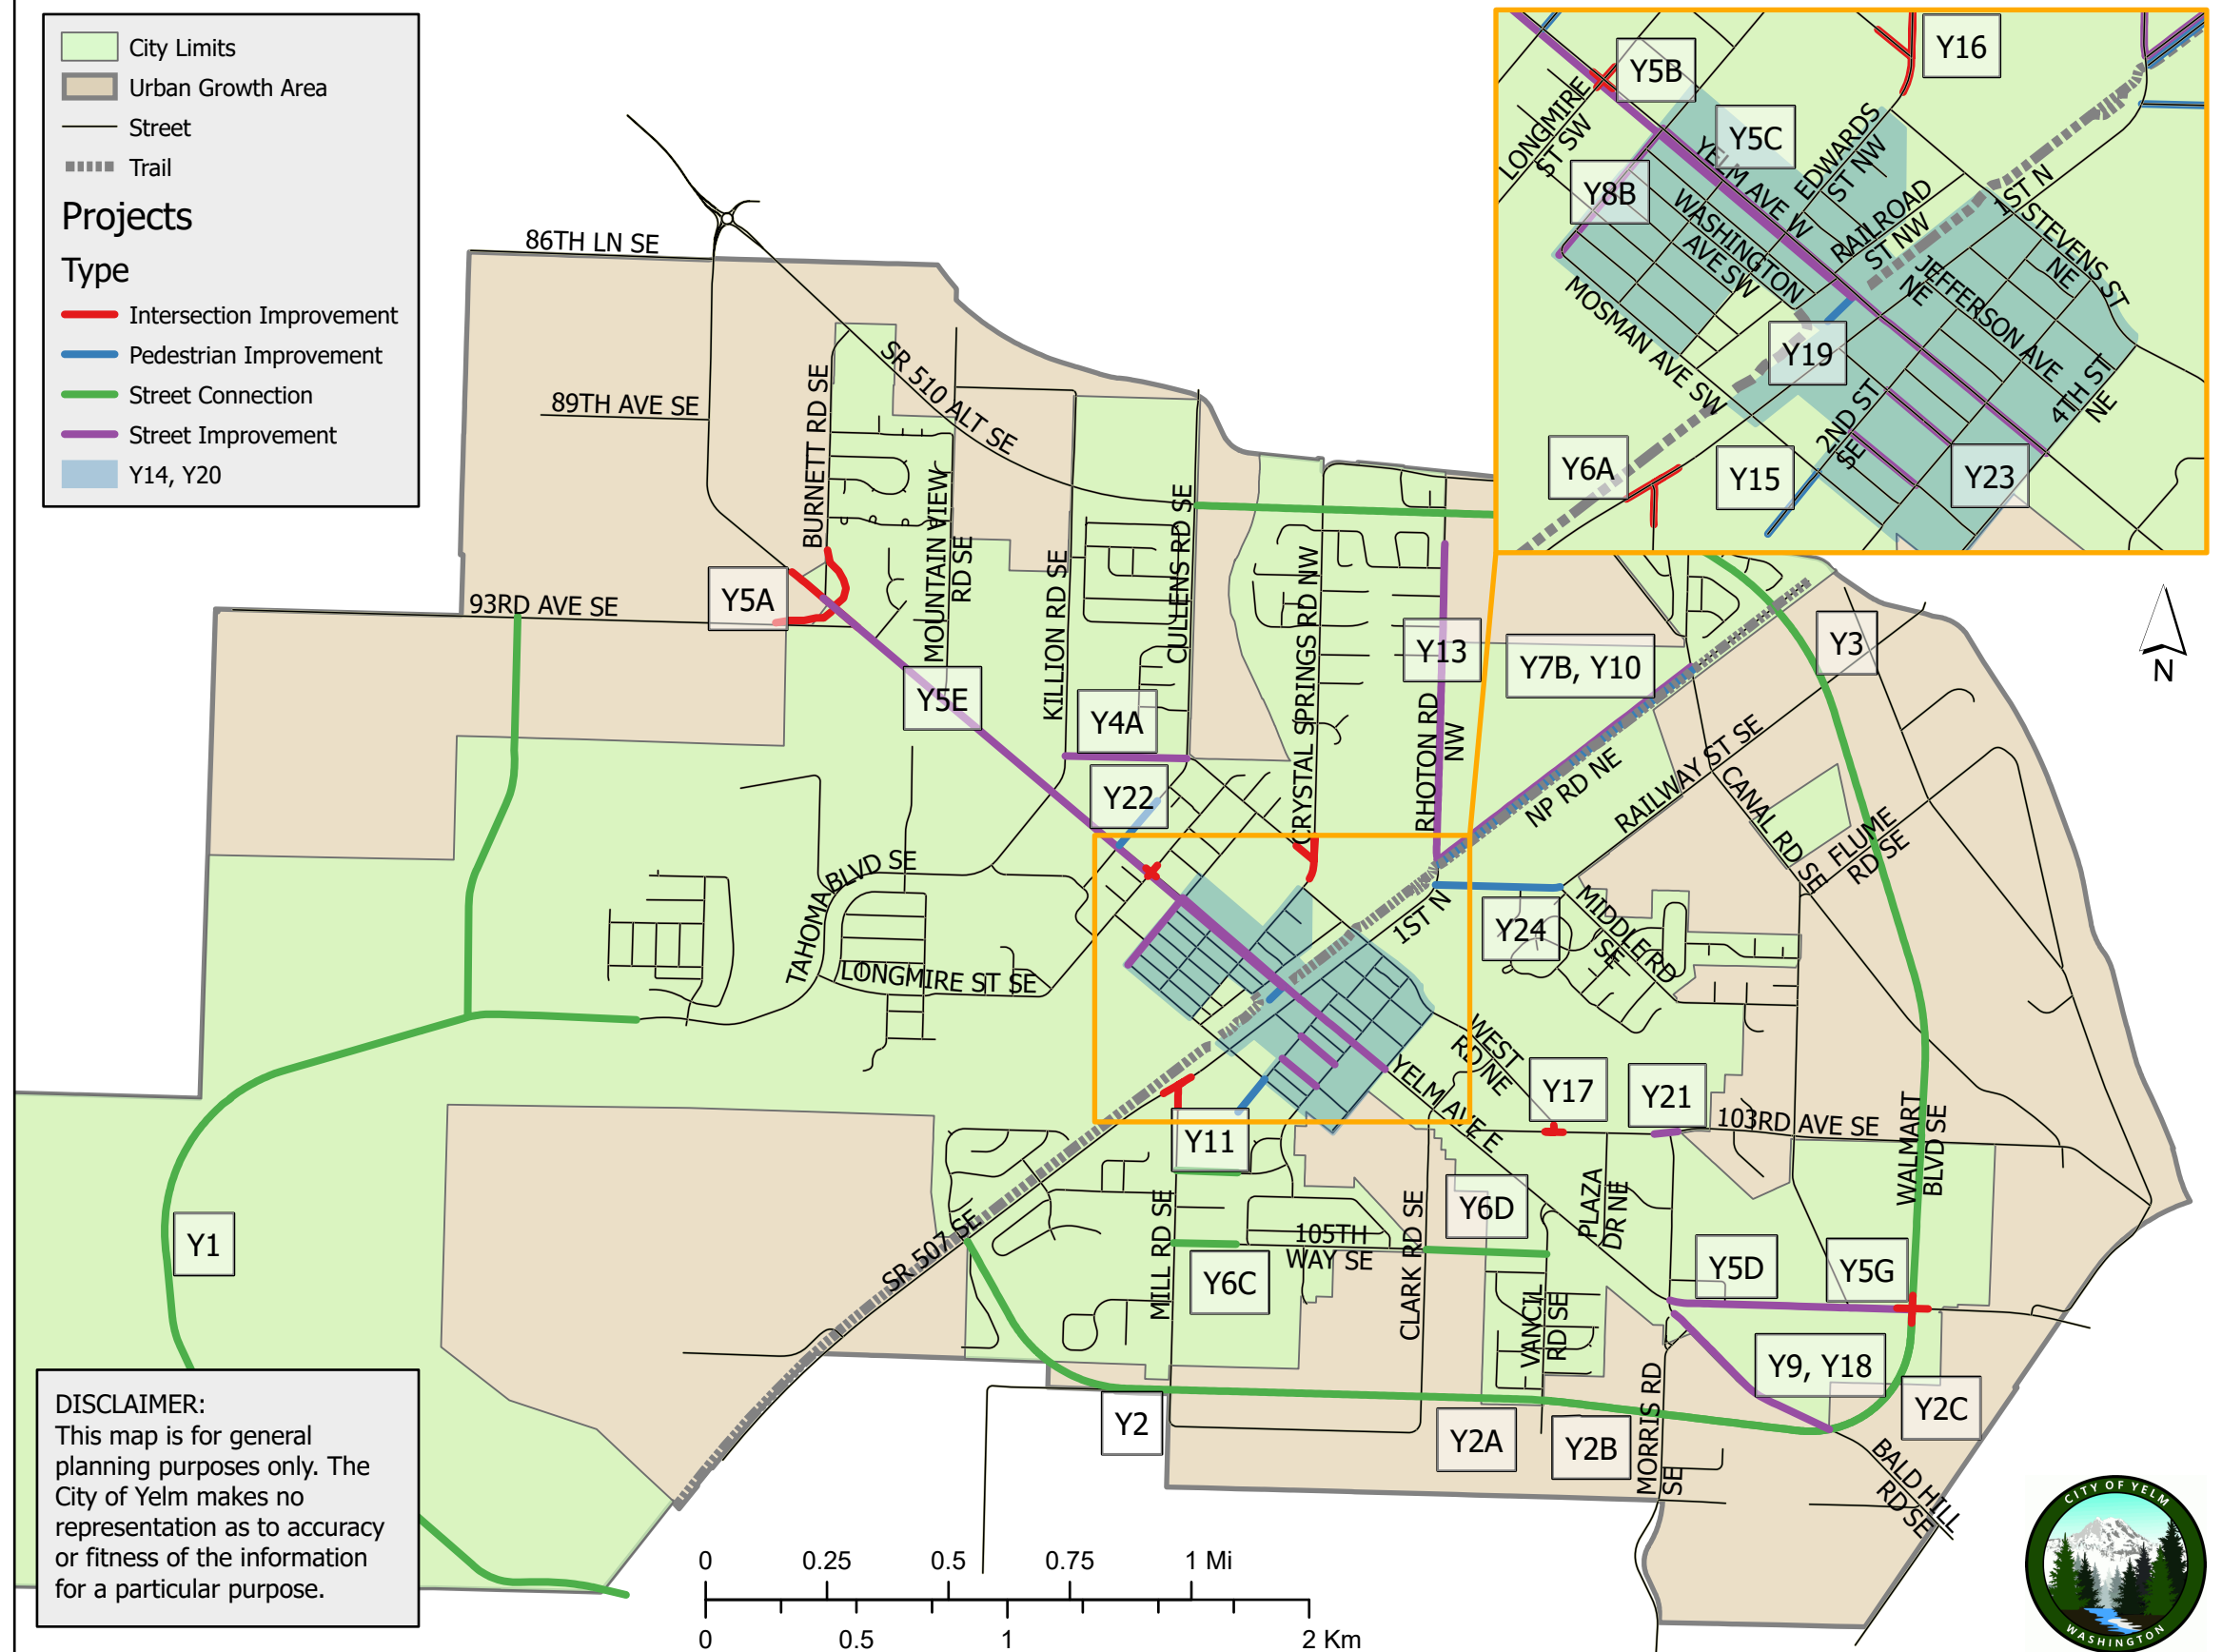 City Limits
Urban Growth Area
Street
Trail
Projects
Type
Intersection Improvement
Pedestrian Improvement
Street Connection
Street Improvement
Y14, Y20
86TH LN SE
89TH AVE SE
93RD AVE SE
BURNETT RD SE
SR 510 ALT SE
MOUNTAIN VIEW
RD SE
KILLION RD SE
CULLENS RD SE
CRYSTAL SPRINGS RD NW
RHOTON RD
NW
Y5A
Y5E
Y4A
Y22
Y13
Y7B, Y10
Y3
NP RD NE
RAILWAY ST SE
CANAL RD SE
FLUME
RD SE
TAHOMA BLVD SE
LONGMIRE ST SE
1ST N
Y24
MIDDLE RD
SE
WEST
RD NE
YELM AVE E
Y17
Y21
103RD AVE SE
WALMART
BLVD SE
Y11
Y6D
PLAZA
DR NE
MILL RD SE
105TH
WAY SE
CLARK RD SE
VANCIL
RD SE
SR 507 SE
Y1
Y6C
Y5D
Y5G
Y9, Y18
Y2
Y2A
Y2B
Y2C
MORRIS RD
SE
BALD HILL
RD SE
Y5B
Y16
LONGMIRE
ST SW
Y5C
Y8B
EDWARDS
ST NW
YELM AVE W
WASHINGTON
AVE SW
RAILROAD
ST NW
1ST N
STEVENS ST
NE
JEFFERSON AVE
NE
MOSMAN AVE SW
Y19
4TH ST
NE
2ND ST
SE
Y6A
Y15
Y23
N
DISCLAIMER:
This map is for general
planning purposes only. The
City of Yelm makes no
representation as to accuracy
or fitness of the information
for a particular purpose.
0 0.25 0.5 0.75 1 Mi
0 0.5 1 2 Km
CITY OF YELM
WASHINGTON